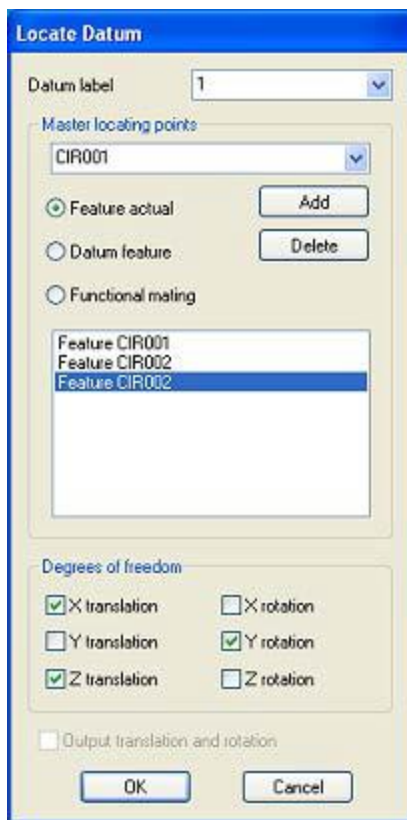 Locate Datum
Datum label 1
Master locating points
CIR001
Feature actual Add
Datum feature Delete
Functional mating
Feature CIR001
Feature CIR002
Feature CIR002
Degrees of freedom
X translation X rotation
Y translation Y rotation
Z translation Z rotation
Output translation and rotation
OK Cancel